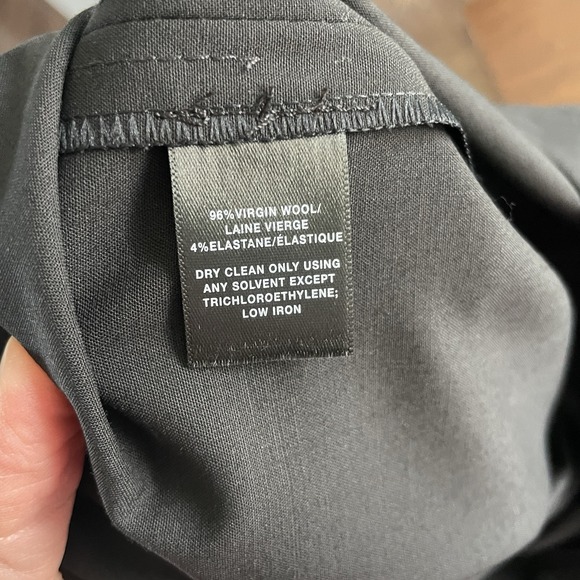 96%VIRGIN WOOL/
LAINE VIERGE
4%ELASTANE/ÉLASTIQUE
DRY CLEAN ONLY USING
ANY SOLVENT EXCEPT
TRICHLOROETHYLENE;
LOW IRON